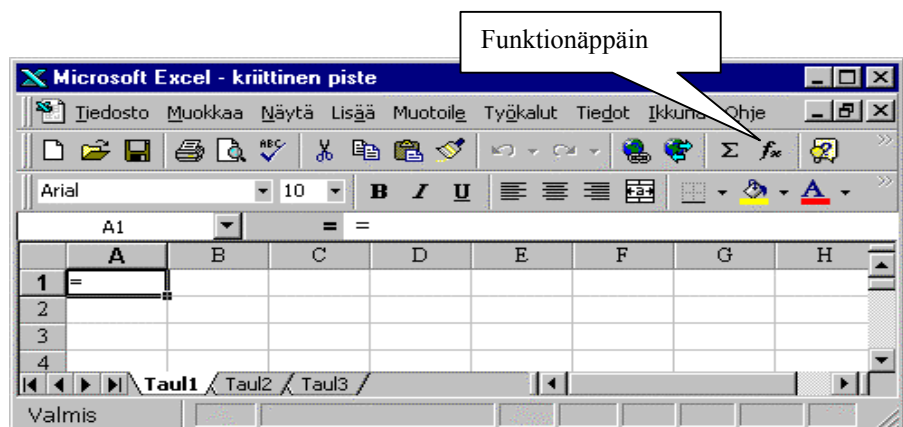 Funktionäppäin
Microsoft Excel - kriittinen piste
Tiedosto Muokkaa Näytä Lisää Muotoile Työkalut Tiedot Ikkuna Ohje
ABC Σ fx
Arial 10 B I U A
A1 = =
A B C D E F G H
1 =
2
3
4
Taul1 Taul2 Taul3
Valmis